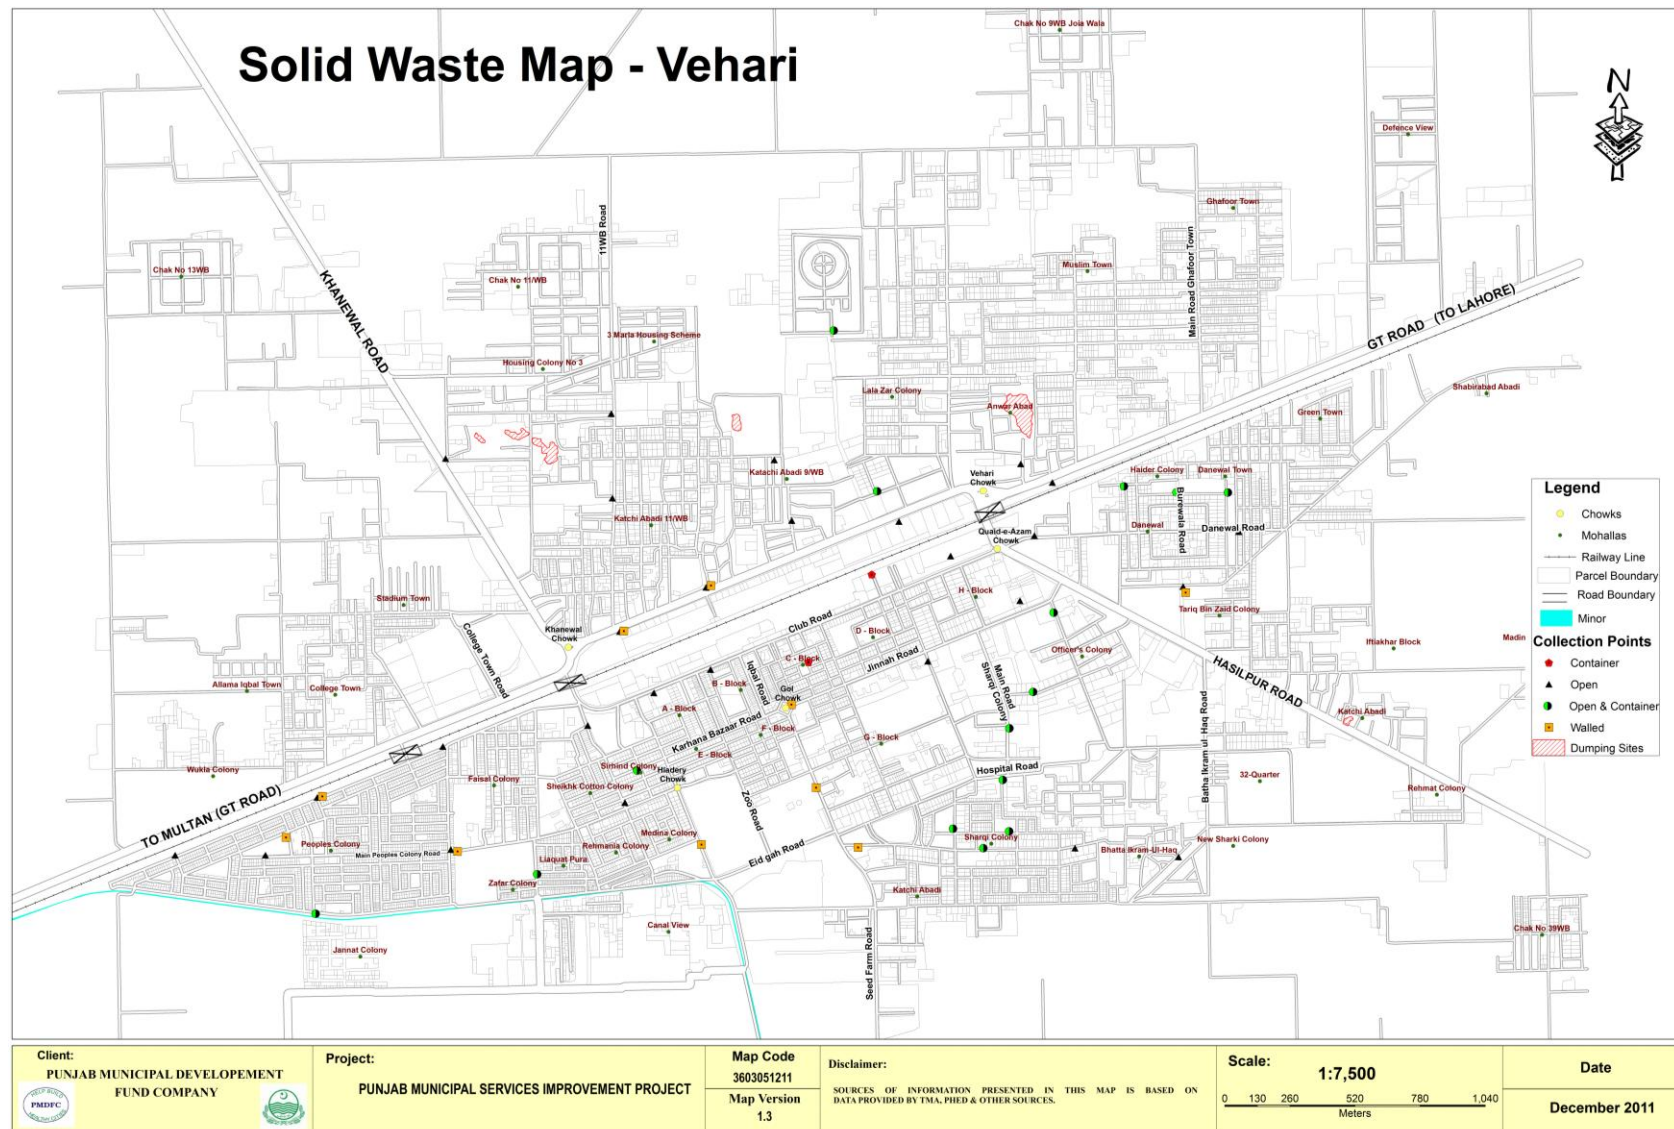 Solid Waste Map - Vehari
N
Chak No 9WB Joia Wala
Defence View
Ghafoor Town
11WB Road
Chak No 13WB
Chak No 11/WB
Muslim Town
KHANEWAL ROAD
Main Road Ghafoor Town
GT ROAD (TO LAHORE)
3 Marla Housing Scheme
Housing Colony No 3
Lala Zar Colony
Anwar Abad
Shabirabad Abadi
Green Town
Katachi Abadi 9/WB
Vehari
Chowk
Haider Colony
Danewal Town
Katchi Abadi 11/WB
Quaid-e-Azam
Chowk
Danewal
Burewala Road
Danewal Road
Stadium Town
H - Block
Tariq Bin Zaid Colony
Khanewal
Chowk
Club Road
D - Block
Iftiakhar Block
Madin
College Town Road
C - Block
Jinnah Road
Officer's Colony
HASILPUR ROAD
Allama Iqbal Town
College Town
B - Block
Iqbal Road
Gol
Chowk
Main Road
Sharqi Colony
A - Block
Karhana Bazaar Road
F - Block
G - Block
Batha Ikram ul Haq Road
Katchi Abadi
E - Block
Wukla Colony
Faisal Colony
Sirhind Colony
Hiadery
Chowk
Sheikhk Cotton Colony
Hospital Road
32-Quarter
Rehmat Colony
TO MULTAN (GT ROAD)
Zoo Road
Peoples Colony
Main Peoples Colony Road
Medina Colony
Rehmania Colony
Eid gah Road
Sharqi Colony
Bhatta Ikram-Ul-Haq
New Sharki Colony
Liaquat Pura
Zafar Colony
Katchi Abadi
Canal View
Jannat Colony
Seed Farm Road
Chak No 39WB
Legend
Chowks
Mohallas
Railway Line
Parcel Boundary
Road Boundary
Minor
Collection Points
Container
Open
Open & Container
Walled
Dumping Sites
Client:
PUNJAB MUNICIPAL DEVELOPEMENT
FUND COMPANY
HELP BUILD
PMDFC
HEALTHY CITIES
Project:
PUNJAB MUNICIPAL SERVICES IMPROVEMENT PROJECT
Map Code
3603051211
Map Version
1.3
Disclaimer:
SOURCES OF INFORMATION PRESENTED IN THIS MAP IS BASED ON
DATA PROVIDED BY TMA, PHED & OTHER SOURCES.
Scale:
1:7,500
0 130 260 520 780 1,040
Meters
Date
December 2011